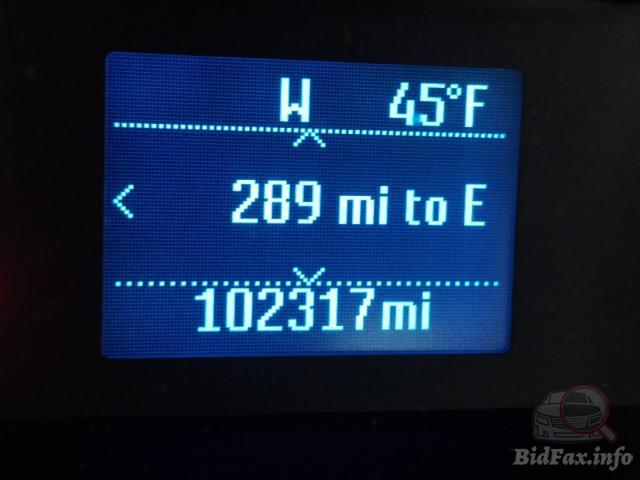 W 45°F
< 289 mi to E
102317mi
BidFax.info